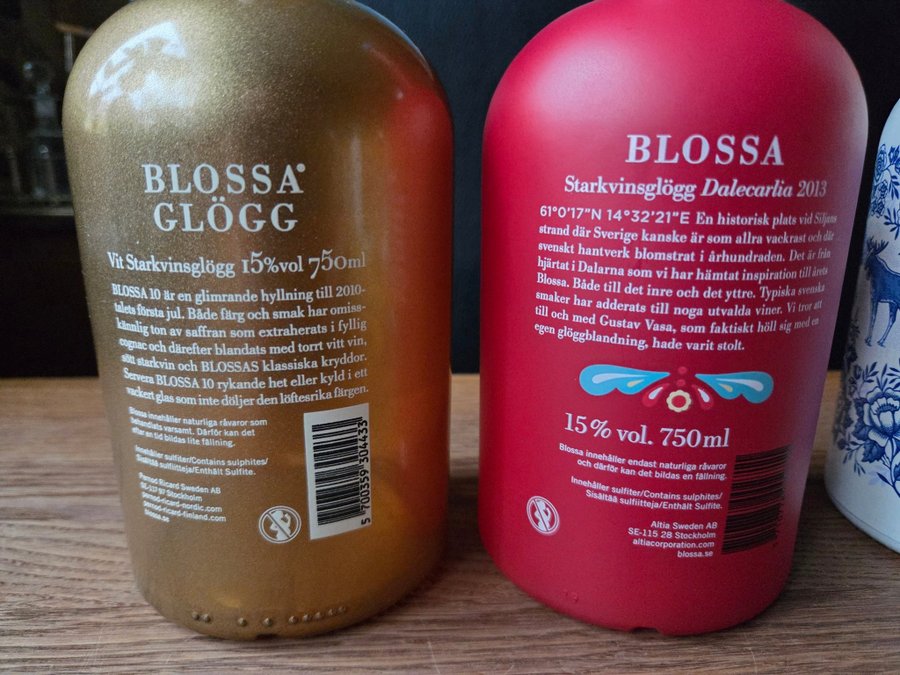 BLOSSA®
GLÖGG
Vit Starkvinsglögg 15%vol 750ml
BLOSSA 10 är en glimrande hyllning till 2010-
talets första jul. Både färg och smak har omiss-
kännlig ton av saffran som extraherats i fyllig
cognac och därefter blandats med torrt vitt vin,
sött starkvin och BLOSSAS klassiska kryddor.
Servera BLOSSA 10 rykande het eller kyld i ett
vackert glas som inte döljer den löftesrika färgen.
Blossa innehåller naturliga råvaror som
behandlats varsamt. Därför kan det
efter en tid bildas lite fällning.
Innehåller sulfiter/Contains sulphites/
Sisältää sulfiitteja/Enthält Sulfite.
Pernod Ricard Sweden AB
SE-117 97 Stockholm
pernod-ricard-nordic.com
pernod-ricard-finland.com
blossa.se
5 700359 304433
BLOSSA
Starkvinsglögg Dalecarlia 2013
61°0'17"N 14°32'21"E En historisk plats vid Siljans
strand där Sverige kanske är som allra vackrast och där
svenskt hantverk blomstrat i århundraden. Det är från
hjärtat i Dalarna som vi har hämtat inspiration till årets
Blossa. Både till det inre och det yttre. Typiska svenska
smaker har adderats till noga utvalda viner. Vi tror att
till och med Gustav Vasa, som faktiskt höll sig med en
egen glöggblandning, hade varit stolt.
15% vol. 750ml
Blossa innehåller endast naturliga råvaror
och därför kan det bildas en fällning.
Innehåller sulfiter/Contains sulphites/
Sisältää sulfiitteja/Enthält Sulfite.
Altia Sweden AB
SE-115 28 Stockholm
altiacorporation.com
blossa.se